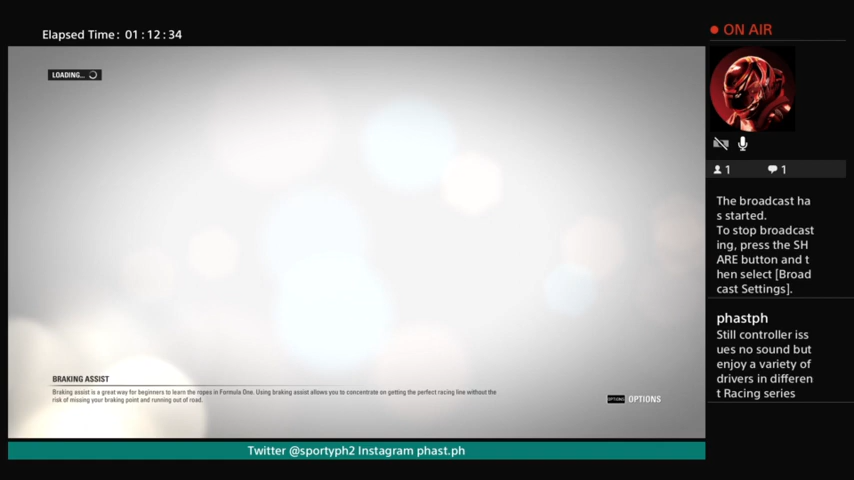 Elapsed Time: 01:12:34
ON AIR
LOADING...
1 1
The broadcast ha
s started.
To stop broadcast
ing, press the SH
ARE button and t
hen select [Broad
cast Settings].
phastph
Still controller iss
ues no sound but
enjoy a variety of
drivers in differen
t Racing series
BRAKING ASSIST
Braking assist is a great way for beginners to learn the ropes in Formula One. Using braking assist allows you to concentrate on getting the perfect racing line without the
risk of missing your braking point and running out of road.
OPTIONS OPTIONS
Twitter @sportyph2 Instagram phast.ph